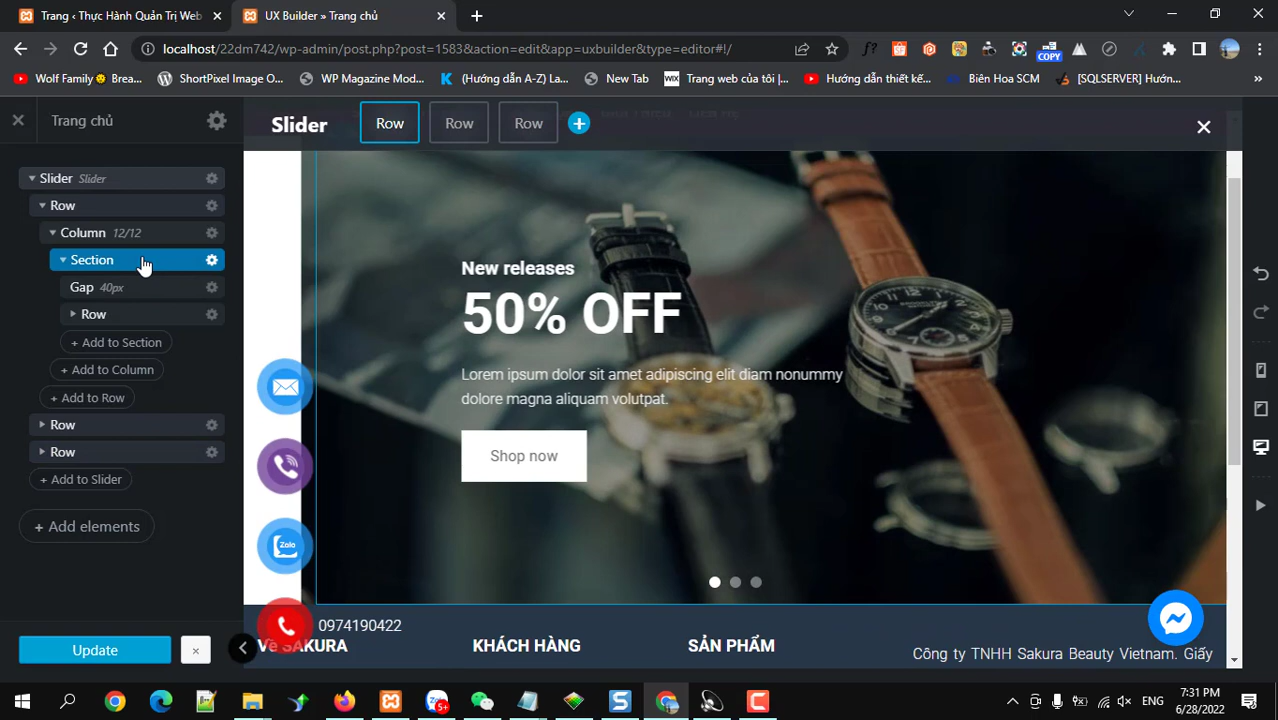 Trang ‹ Thực Hành Quản Trị Web
UX Builder » Trang chủ
localhost/22dm742/wp-admin/post.php?post=1583&action=edit&app=uxbuilder&type=editor#!/
f?
COPY
Wolf Family Brea...
ShortPixel Image O...
WP Magazine Mod...
(Hướng dẫn A-Z) La...
New Tab
WIX
Trang web của tôi |...
Hướng dẫn thiết kế...
Biên Hoa SCM
[SQLSERVER] Hướn...
Trang chủ
Slider
Row
Row
Row
Slider Slider
Row
Column 12/12
Section
Gap 40px
Row
+ Add to Section
+ Add to Column
+ Add to Row
Row
Row
+ Add to Slider
+ Add elements
Update
New releases
50% OFF
Lorem ipsum dolor sit amet adipiscing elit diam nonummy
dolore magna aliquam volutpat.
Shop now
Zalo
0974190422
Về SAKURA
KHÁCH HÀNG
SẢN PHẨM
Công ty TNHH Sakura Beauty Vietnam. Giấy
Zalo
5+
S
C
ENG
7:31 PM
6/28/2022